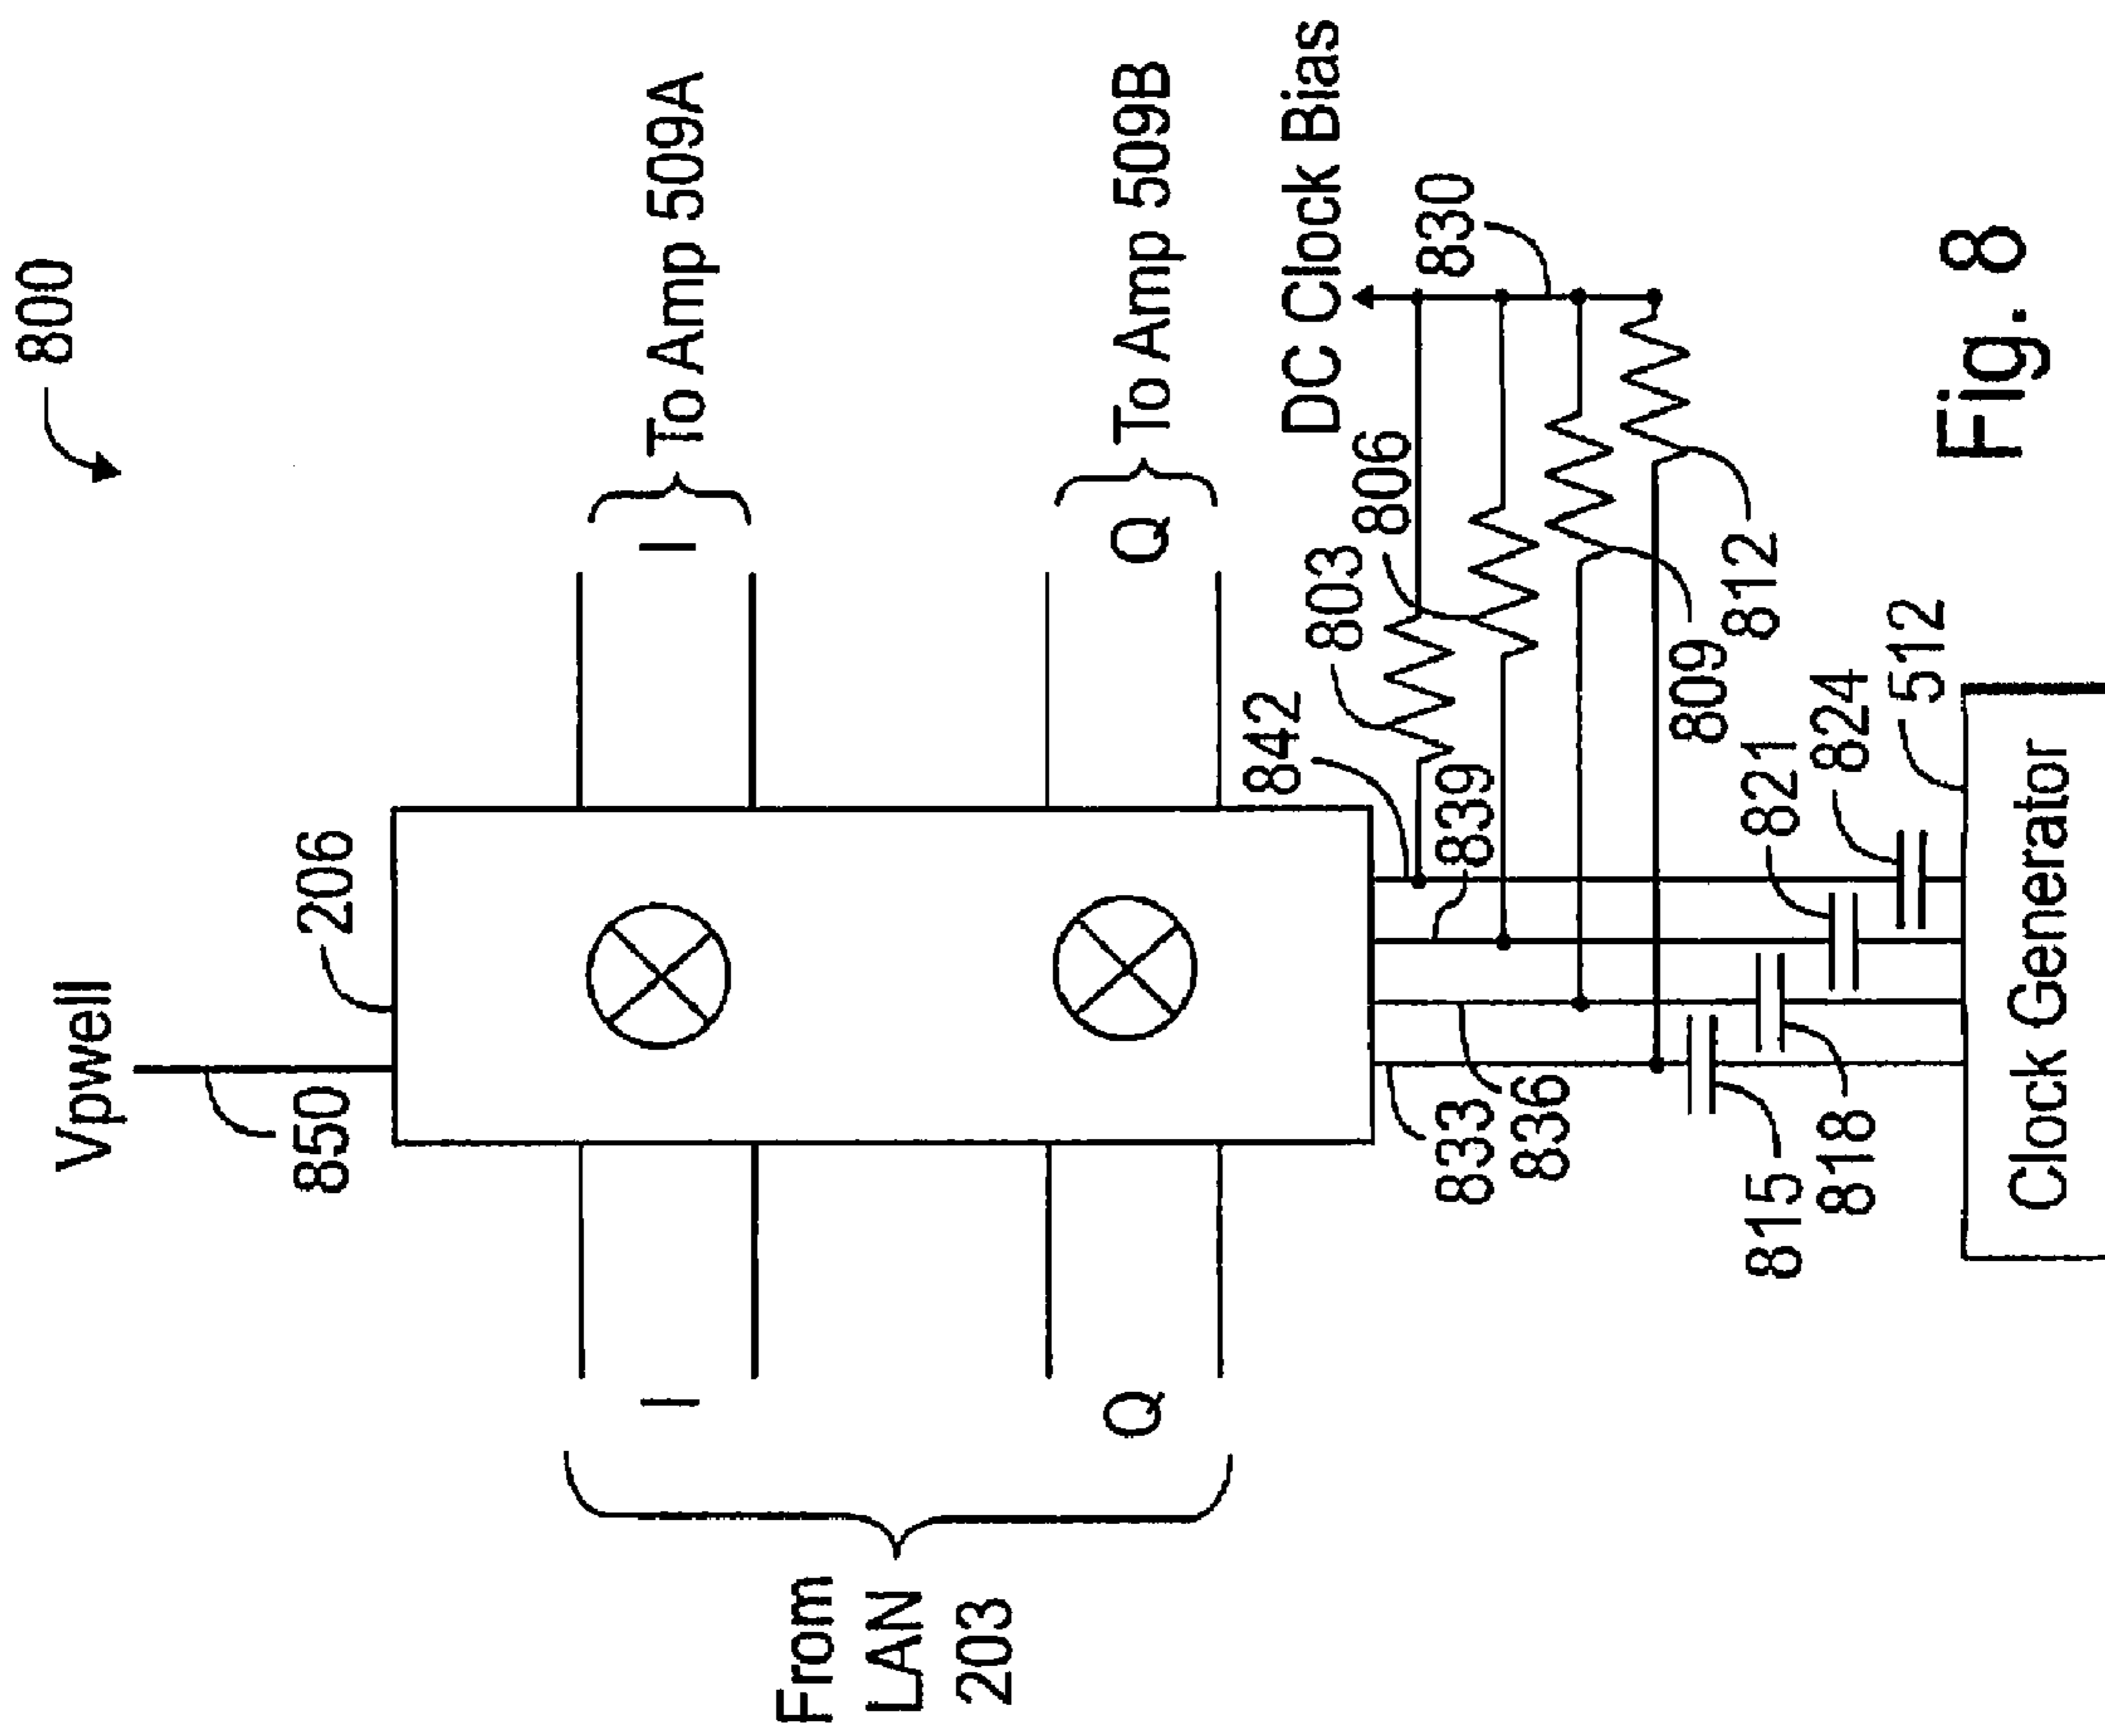 800
Vpwell
850
206
I
I
To Amp 509A
From
LAN
203
Q
Q
To Amp 509B
842
DC Clock Bias
803
806
830
833
839
836
809
812
815
821
818
824
512
Fig. 8
Clock Generator